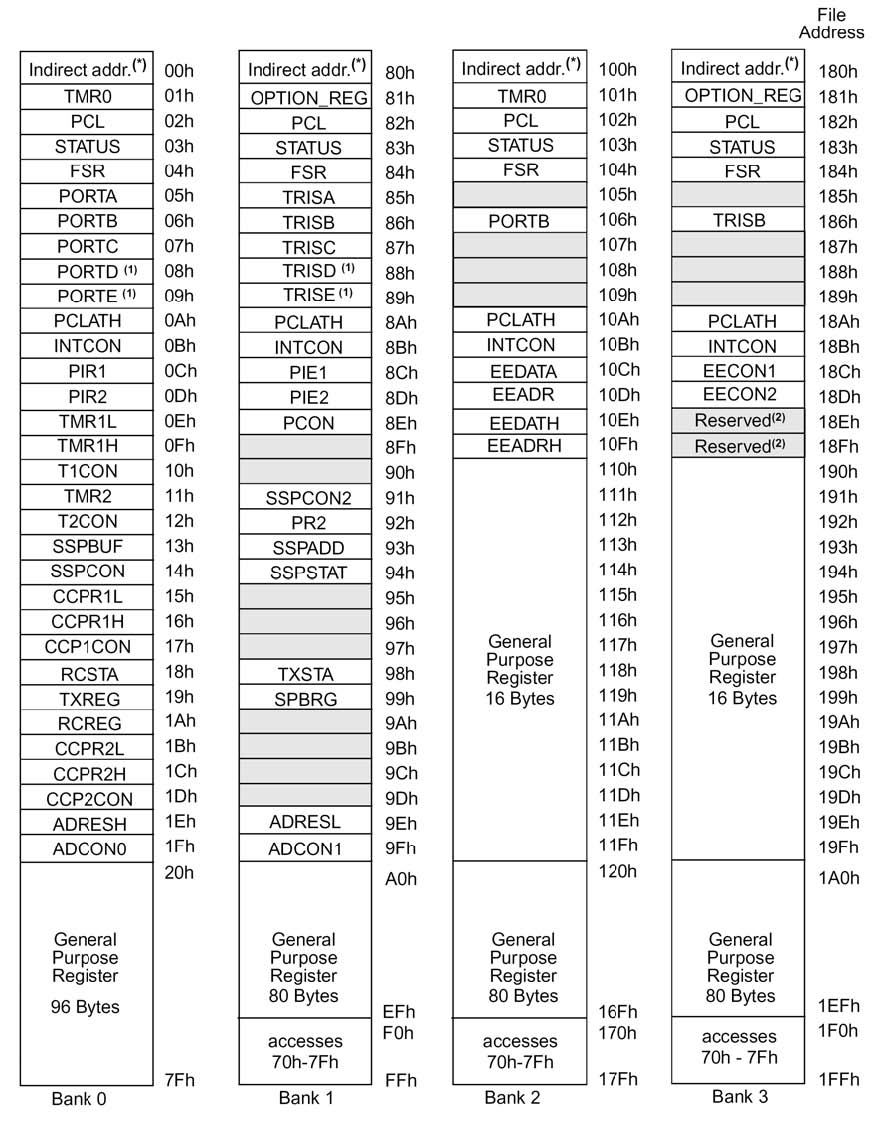 File
Address
Indirect addr.(*) 00h Indirect addr.(*) 80h Indirect addr.(*) 100h Indirect addr.(*) 180h
TMR0 01h OPTION_REG 81h TMR0 101h OPTION_REG 181h
PCL 02h PCL 82h PCL 102h PCL 182h
STATUS 03h STATUS 83h STATUS 103h STATUS 183h
FSR 04h FSR 84h FSR 104h FSR 184h
PORTA 05h TRISA 85h 105h 185h
PORTB 06h TRISB 86h PORTB 106h TRISB 186h
PORTC 07h TRISC 87h 107h 187h
PORTD (1) 08h TRISD (1) 88h 108h 188h
PORTE (1) 09h TRISE (1) 89h 109h 189h
PCLATH 0Ah PCLATH 8Ah PCLATH 10Ah PCLATH 18Ah
INTCON 0Bh INTCON 8Bh INTCON 10Bh INTCON 18Bh
PIR1 0Ch PIE1 8Ch EEDATA 10Ch EECON1 18Ch
PIR2 0Dh PIE2 8Dh EEADR 10Dh EECON2 18Dh
TMR1L 0Eh PCON 8Eh EEDATH 10Eh Reserved(2) 18Eh
TMR1H 0Fh 8Fh EEADRH 10Fh Reserved(2) 18Fh
T1CON 10h 90h 110h 190h
TMR2 11h SSPCON2 91h 111h 191h
T2CON 12h PR2 92h 112h 192h
SSPBUF 13h SSPADD 93h 113h 193h
SSPCON 14h SSPSTAT 94h 114h 194h
CCPR1L 15h 95h 115h 195h
CCPR1H 16h 96h 116h 196h
CCP1CON 17h 97h General 117h General 197h
Purpose Purpose
RCSTA 18h TXSTA 98h Register 118h Register 198h
TXREG 19h SPBRG 99h 16 Bytes 119h 16 Bytes 199h
RCREG 1Ah 9Ah 11Ah 19Ah
CCPR2L 1Bh 9Bh 11Bh 19Bh
CCPR2H 1Ch 9Ch 11Ch 19Ch
CCP2CON 1Dh 9Dh 11Dh 19Dh
ADRESH 1Eh ADRESL 9Eh 11Eh 19Eh
ADCON0 1Fh ADCON1 9Fh 11Fh 19Fh
20h A0h 120h 1A0h
General General General General
Purpose Purpose Purpose Purpose
Register Register Register Register
96 Bytes 80 Bytes 80 Bytes 80 Bytes
EFh 16Fh 1EFh
accesses F0h accesses 170h accesses 1F0h
70h-7Fh 70h-7Fh 70h - 7Fh
7Fh FFh 17Fh 1FFh
Bank 0 Bank 1 Bank 2 Bank 3